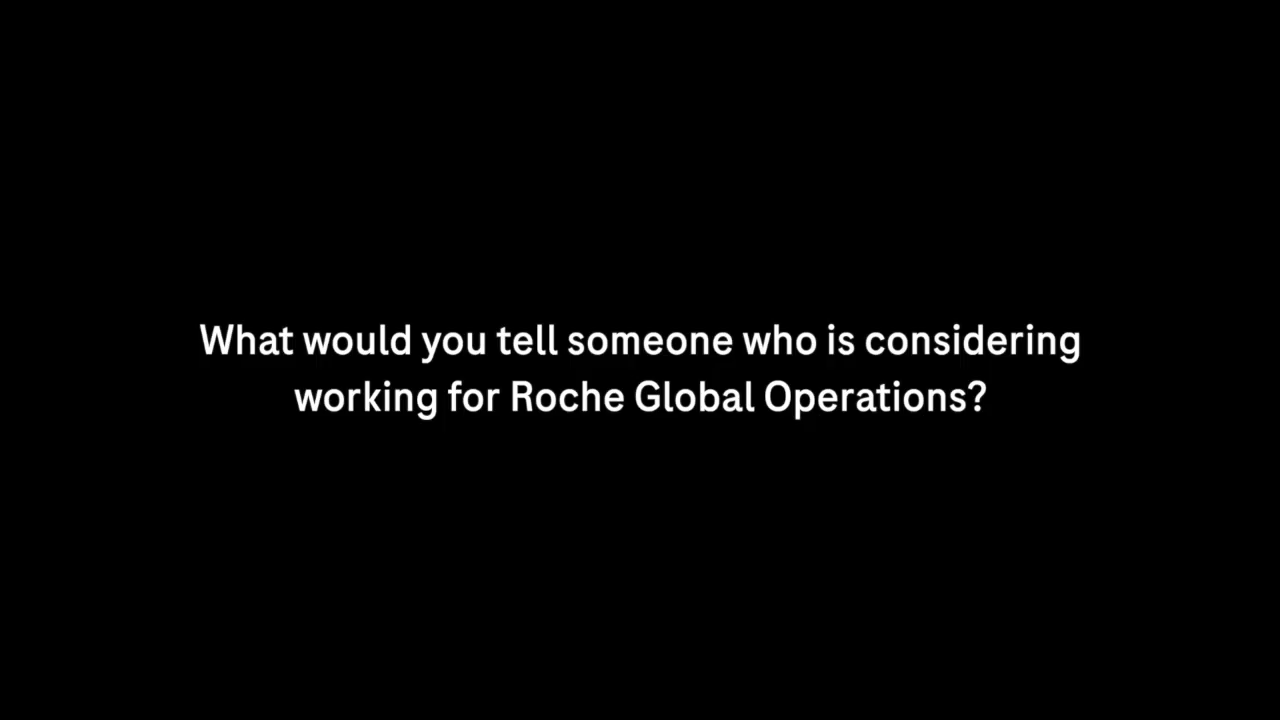 What would you tell someone who is considering
working for Roche Global Operations?